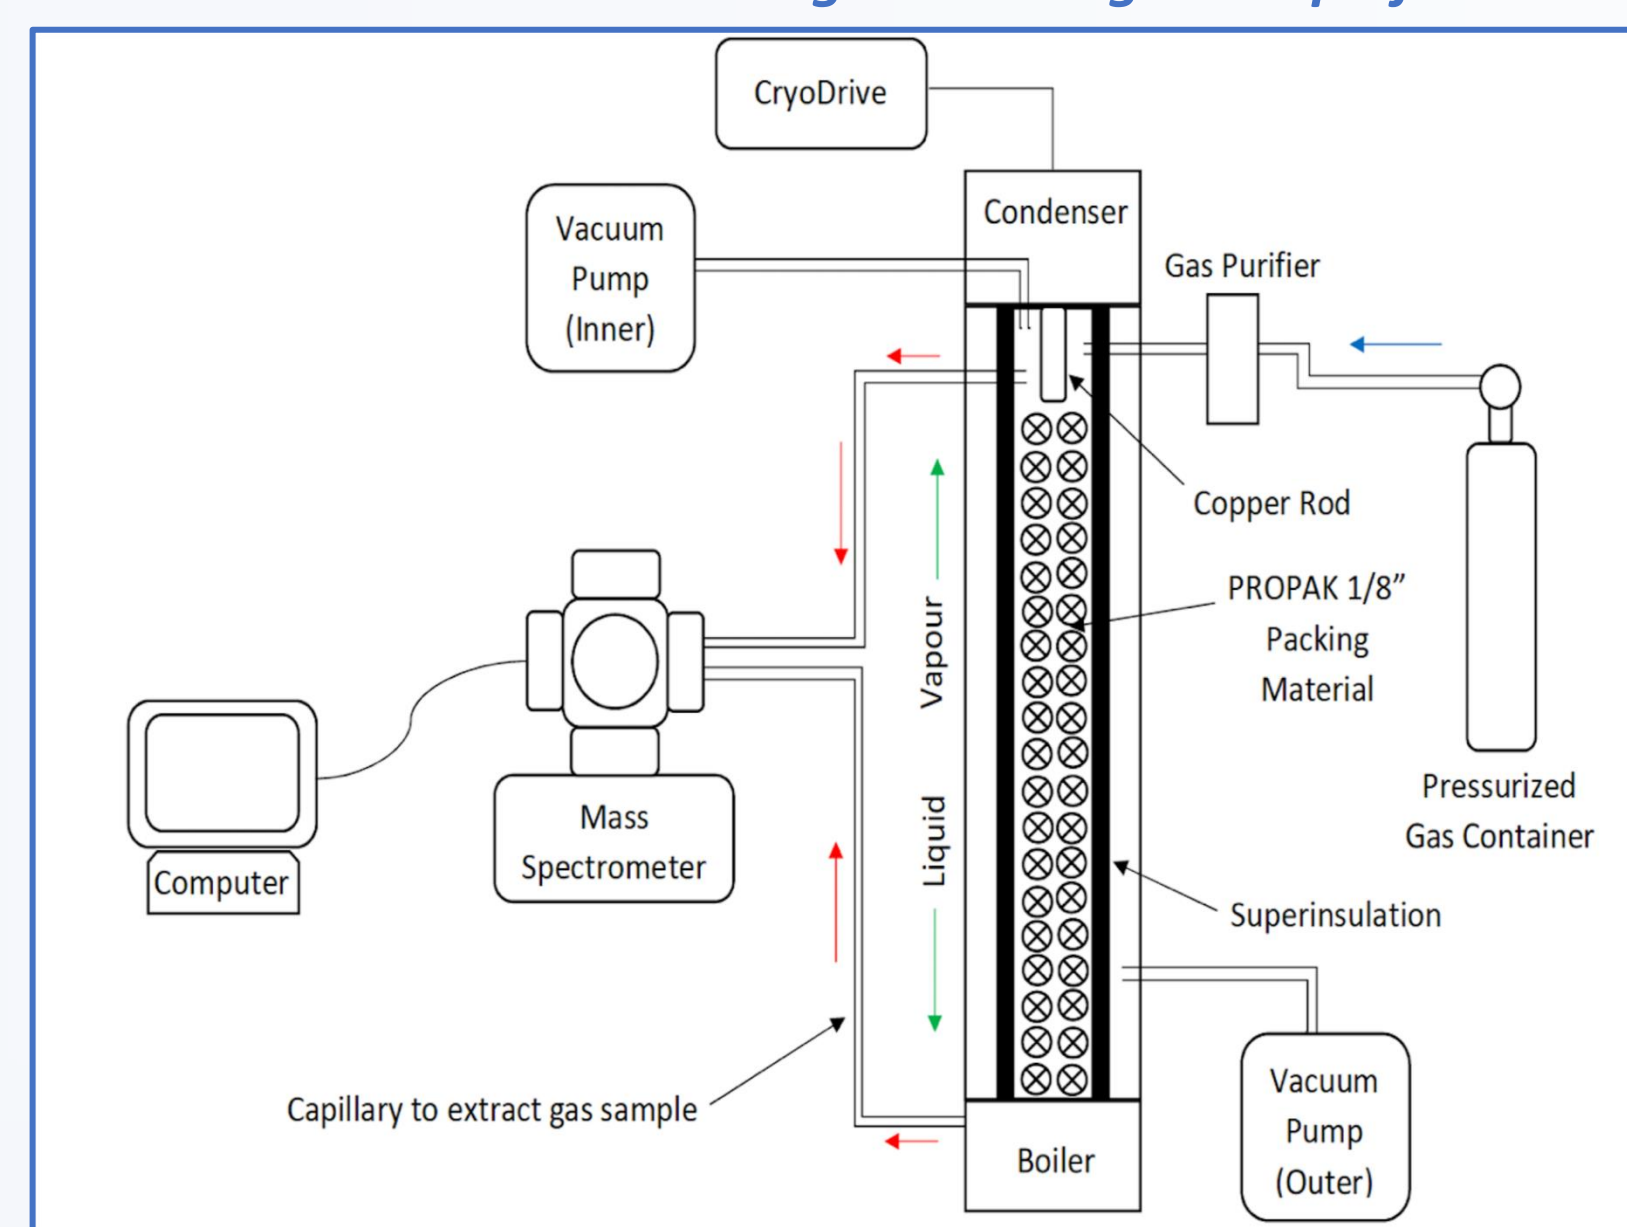 CryoDrive
Condenser
Vacuum
Pump
(Inner)
Gas Purifier
Copper Rod
PROPAK 1/8”
Packing
Material
Vapour
Liquid
Mass
Spectrometer
Computer
Pressurized
Gas Container
Superinsulation
Capillary to extract gas sample
Boiler
Vacuum
Pump
(Outer)